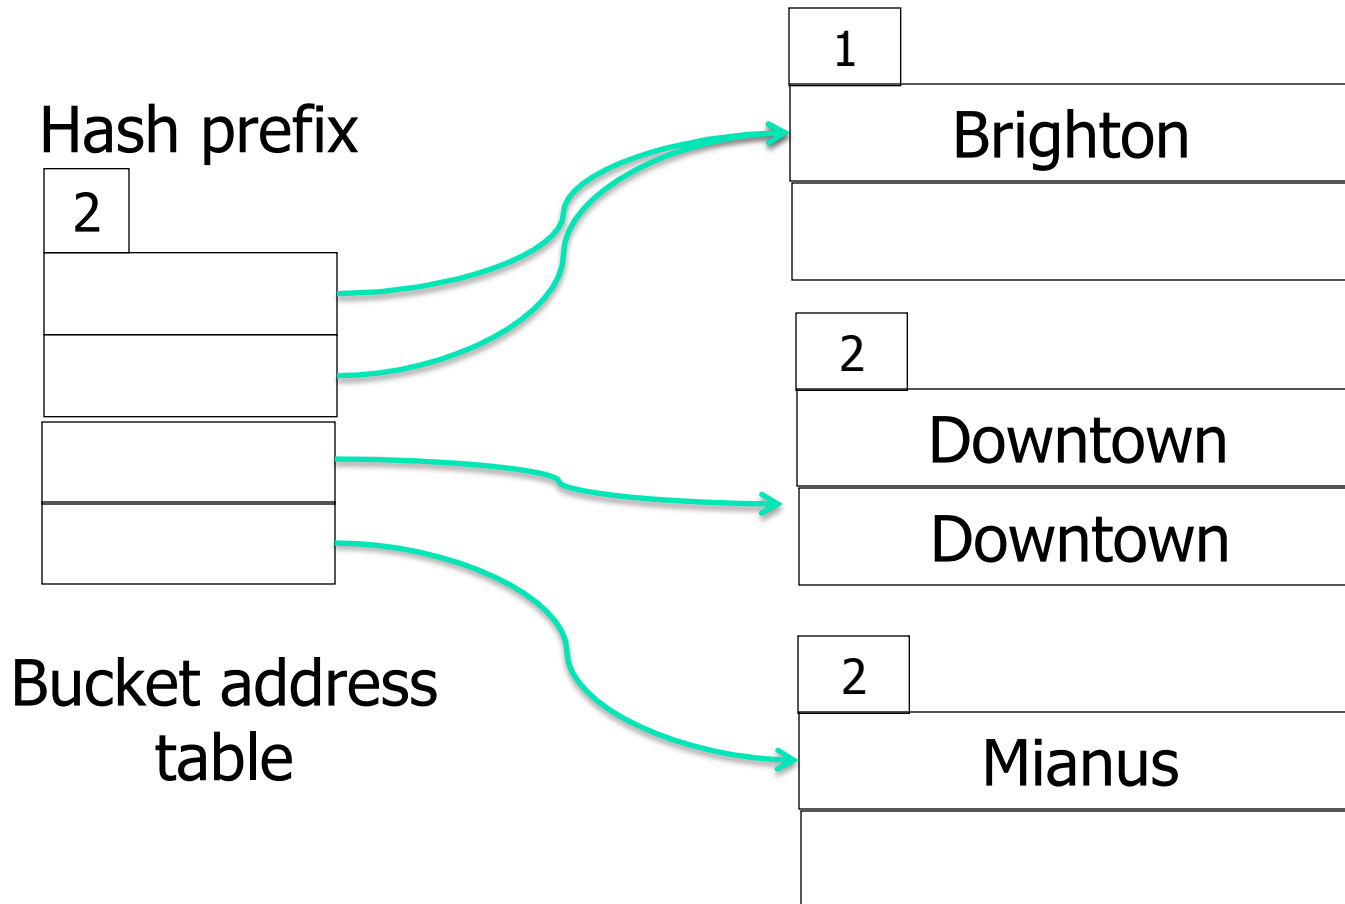 Hash prefix
2
Bucket address
table
1
Brighton
2
Downtown
Downtown
2
Mianus